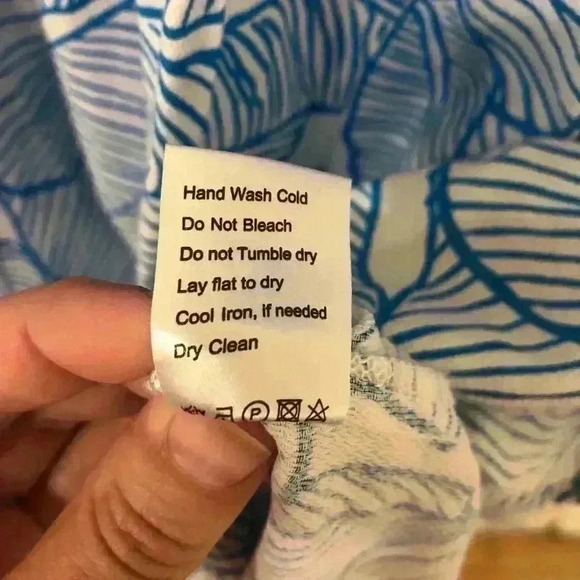 Hand Wash Cold
Do Not Bleach
Do not Tumble dry
Lay flat to dry
Cool Iron, if needed
Dry Clean
P